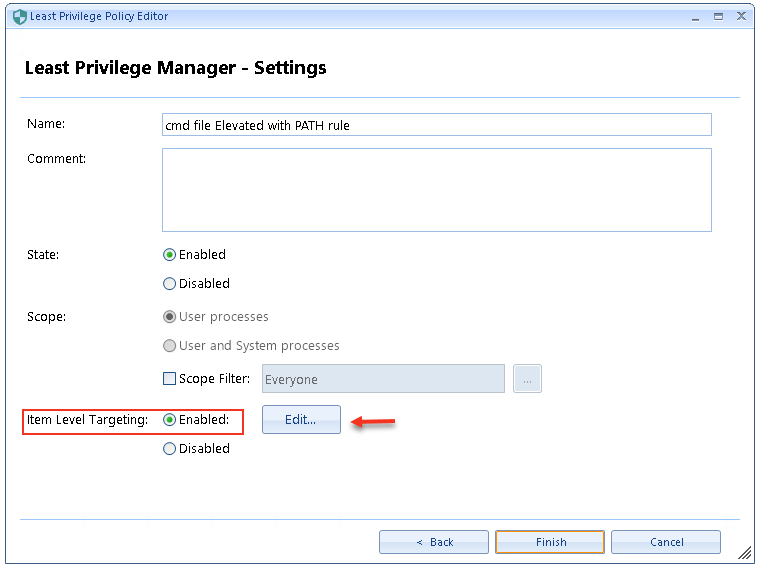 Least Privilege Policy Editor
Least Privilege Manager - Settings
Name: cmd file Elevated with PATH rule
Comment:
State: Enabled
Disabled
Scope: User processes
User and System processes
Scope Filter: Everyone ...
Item Level Targeting: Enabled: Edit...
Disabled
< Back Finish Cancel